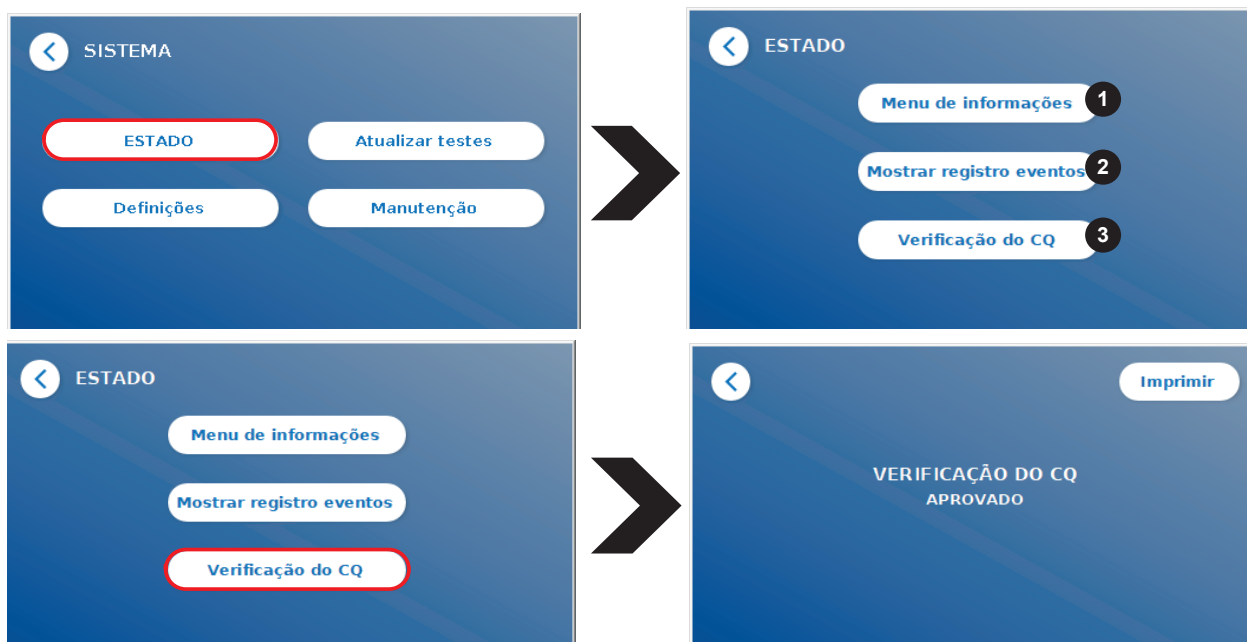 SISTEMA
ESTADO
Atualizar testes
Definições
Manutenção
ESTADO
Menu de informações 1
Mostrar registro eventos 2
Verificação do CQ 3
ESTADO
Menu de informações
Mostrar registro eventos
Verificação do CQ
Imprimir
VERIFICAÇÃO DO CQ
APROVADO